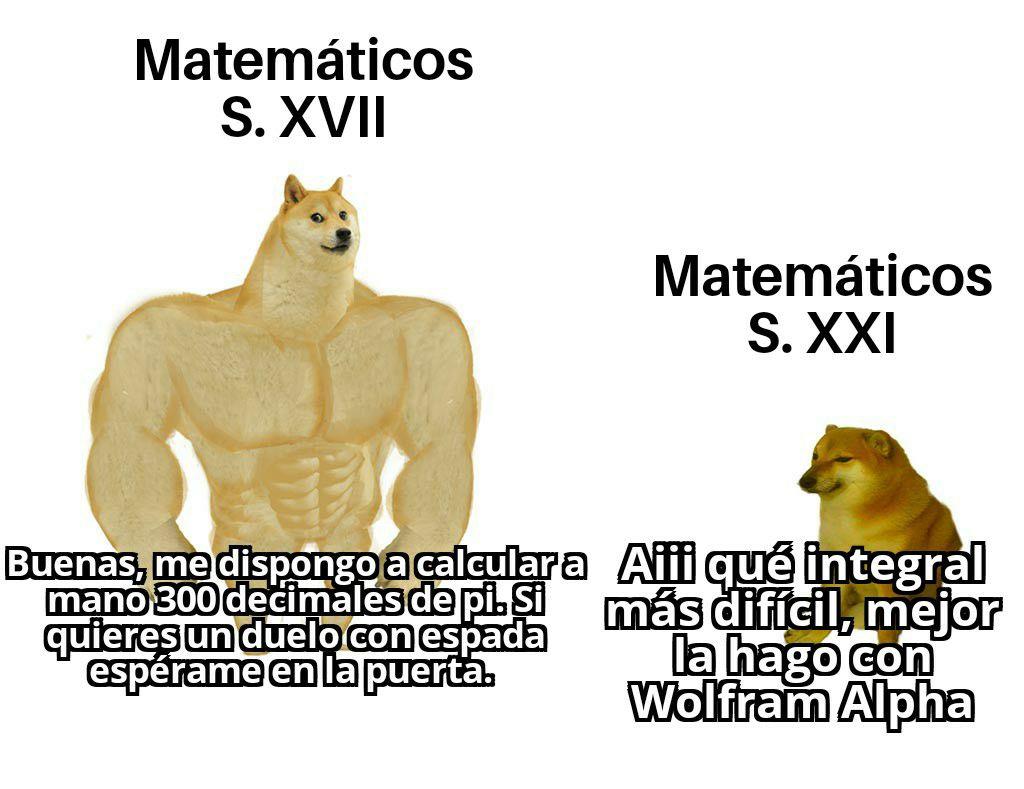 Matemáticos
S. XVII
Matemáticos
S. XXI
Buenas, me dispongo a calcular a
mano 300 decimales de pi. Si
quieres un duelo con espada
espérame en la puerta.
Aiii qué integral
más difícil, mejor
la hago con
Wolfram Alpha